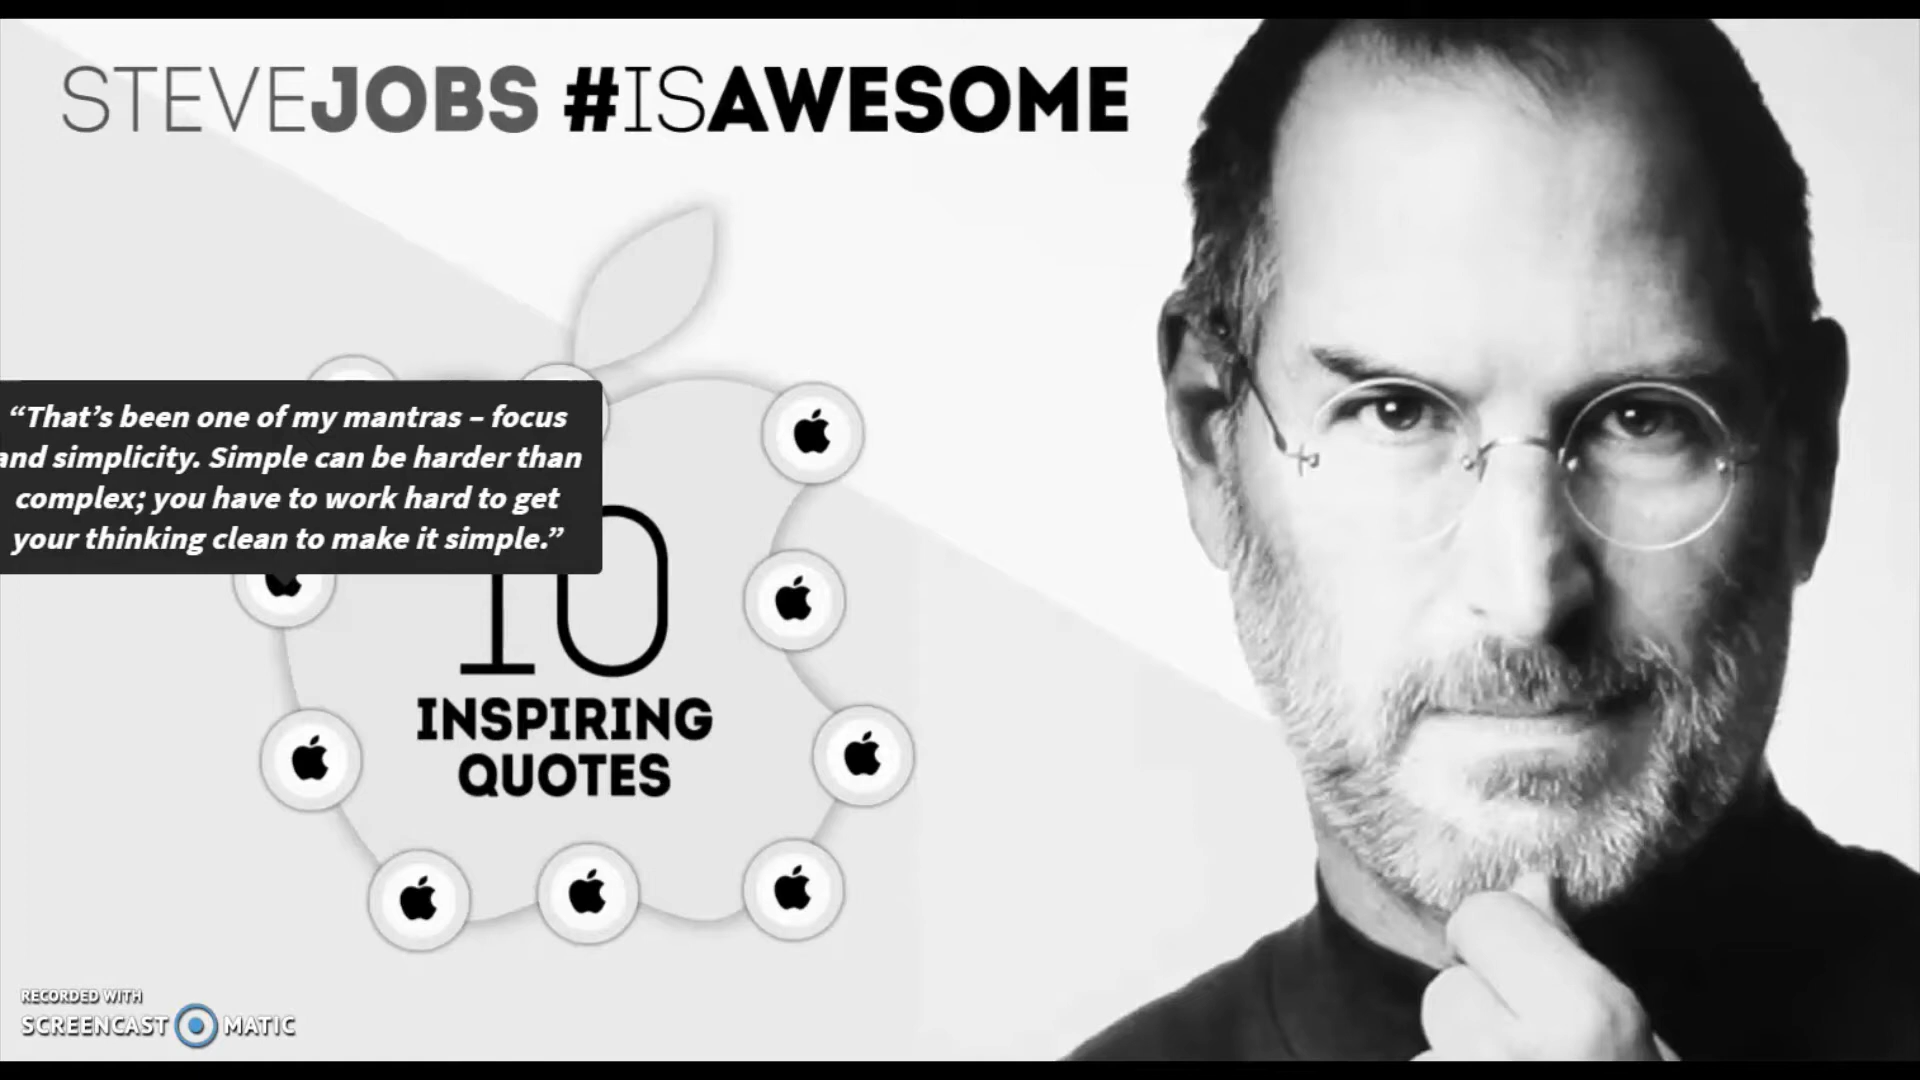 STEVEJOBS #ISAWESOME
“That’s been one of my mantras – focus
and simplicity. Simple can be harder than
complex; you have to work hard to get
your thinking clean to make it simple.”
10
INSPIRING
QUOTES
RECORDED WITH
SCREENCAST MATIC